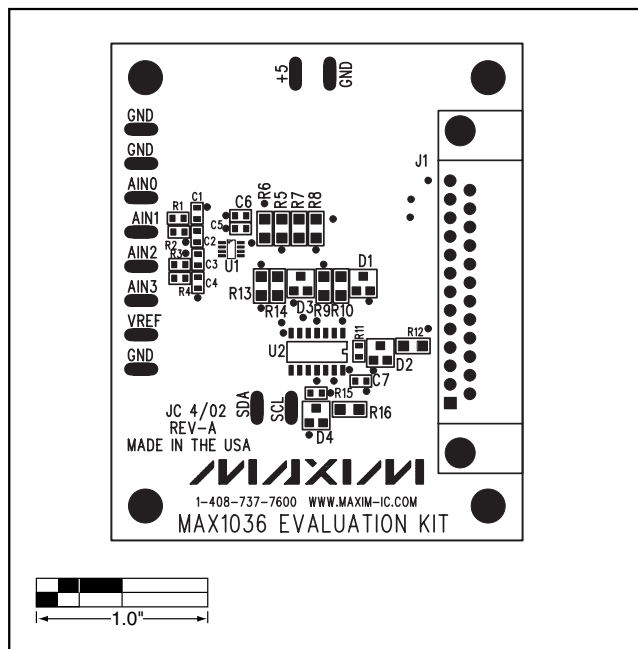 +5 GND
GND
GND
AIN0
AIN1
AIN2
AIN3
VREF
GND
J1
C1
R1
C2
R2
R3
C3
R4
C4
C6
C5
U1
R6 R5 R7 R8
D1
R13
R14
D3
R9 R10
U2
R11
R12
D2
C7
R15
R16
D4
SDA
SCL
JC 4/02
REV-A
MADE IN THE USA
MAXIM
1-408-737-7600 WWW.MAXIM-IC.COM
MAX1036 EVALUATION KIT
1.0"